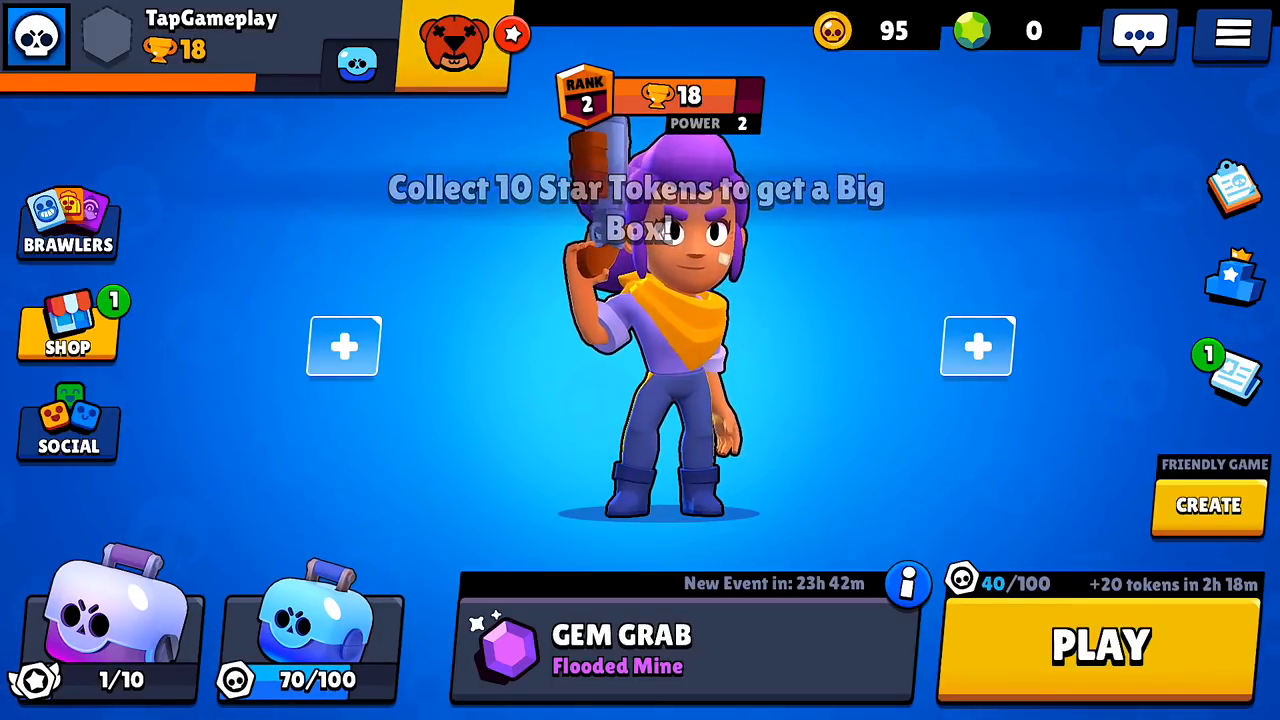 TapGameplay
18
95
0
RANK
2
18
POWER 2
Collect 10 Star Tokens to get a Big
Box!
BRAWLERS
1
SHOP
SOCIAL
1
FRIENDLY GAME
CREATE
New Event in: 23h 42m
GEM GRAB
Flooded Mine
40/100
+20 tokens in 2h 18m
PLAY
1/10
70/100